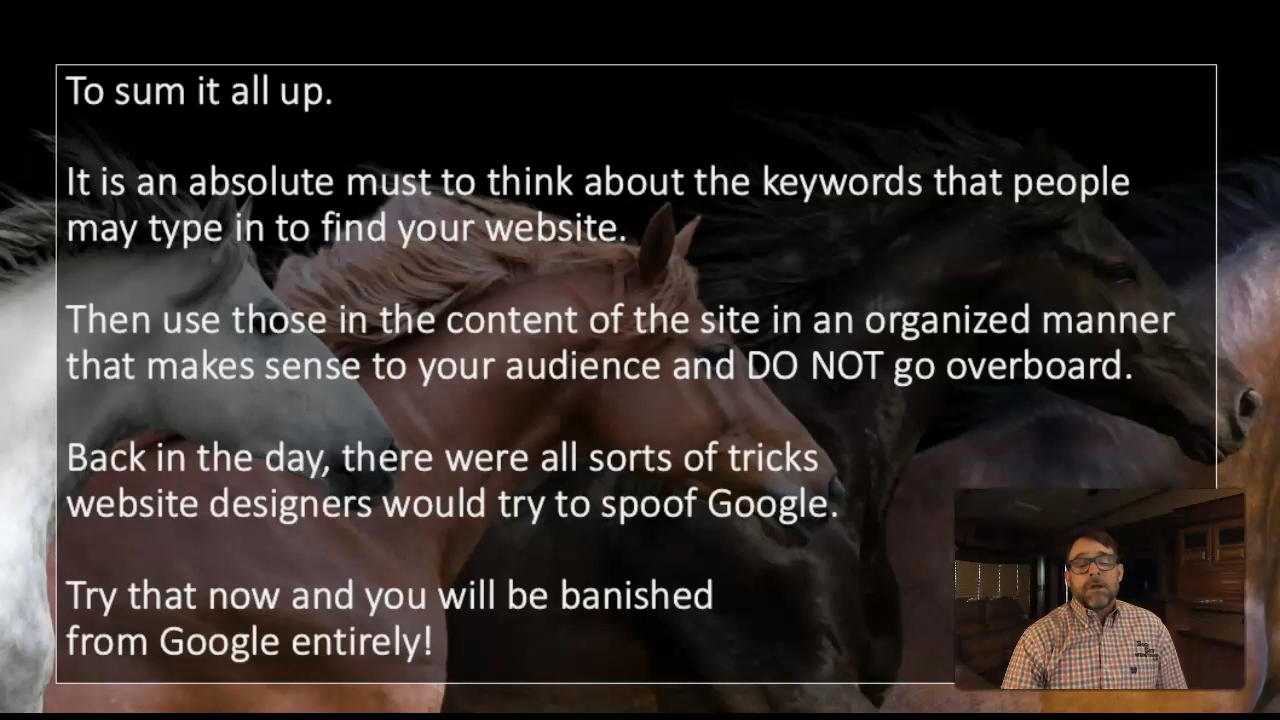 To sum it all up.
It is an absolute must to think about the keywords that people
may type in to find your website.
Then use those in the content of the site in an organized manner
that makes sense to your audience and DO NOT go overboard.
Back in the day, there were all sorts of tricks
website designers would try to spoof Google.
Try that now and you will be banished
from Google entirely!